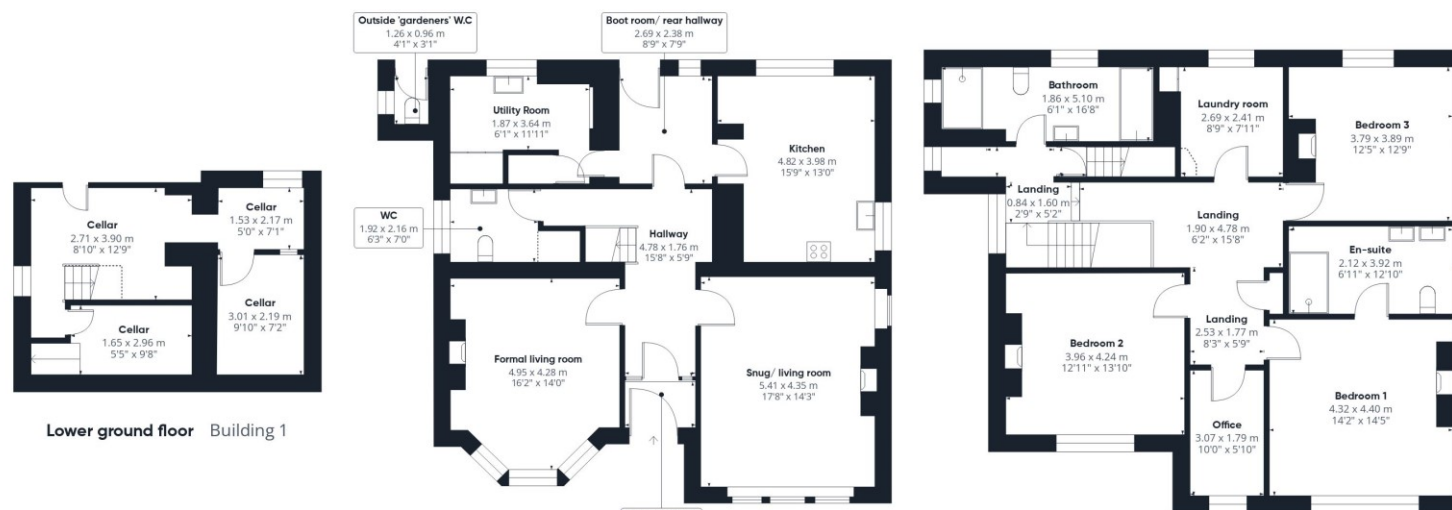 Cellar
2.71 x 3.90 m
8'10" x 12'9"
Cellar
1.53 x 2.17 m
5'0" x 7'1"
Cellar
3.01 x 2.19 m
9'10" x 7'2"
Cellar
1.65 x 2.96 m
5'5" x 9'8"
Lower ground floor Building 1
Outside 'gardeners' W.C
1.26 x 0.96 m
4'1" x 3'1"
Boot room/ rear hallway
2.69 x 2.38 m
8'9" x 7'9"
Utility Room
1.87 x 3.64 m
6'1" x 11'11"
Kitchen
4.82 x 3.98 m
15'9" x 13'0"
WC
1.92 x 2.16 m
6'3" x 7'0"
Hallway
4.78 x 1.76 m
15'8" x 5'9"
Formal living room
4.95 x 4.28 m
16'2" x 14'0"
Snug/ living room
5.41 x 4.35 m
17'8" x 14'3"
Bathroom
1.86 x 5.10 m
6'1" x 16'8"
Laundry room
2.69 x 2.41 m
8'9" x 7'11"
Bedroom 3
3.79 x 3.89 m
12'5" x 12'9"
Landing
0.84 x 1.60 m
2'9" x 5'2"
Landing
1.90 x 4.78 m
6'2" x 15'8"
En-suite
2.12 x 3.92 m
6'11" x 12'10"
Landing
2.53 x 1.77 m
8'3" x 5'9"
Bedroom 2
3.96 x 4.24 m
12'11" x 13'10"
Bedroom 1
4.32 x 4.40 m
14'2" x 14'5"
Office
3.07 x 1.79 m
10'0" x 5'10"